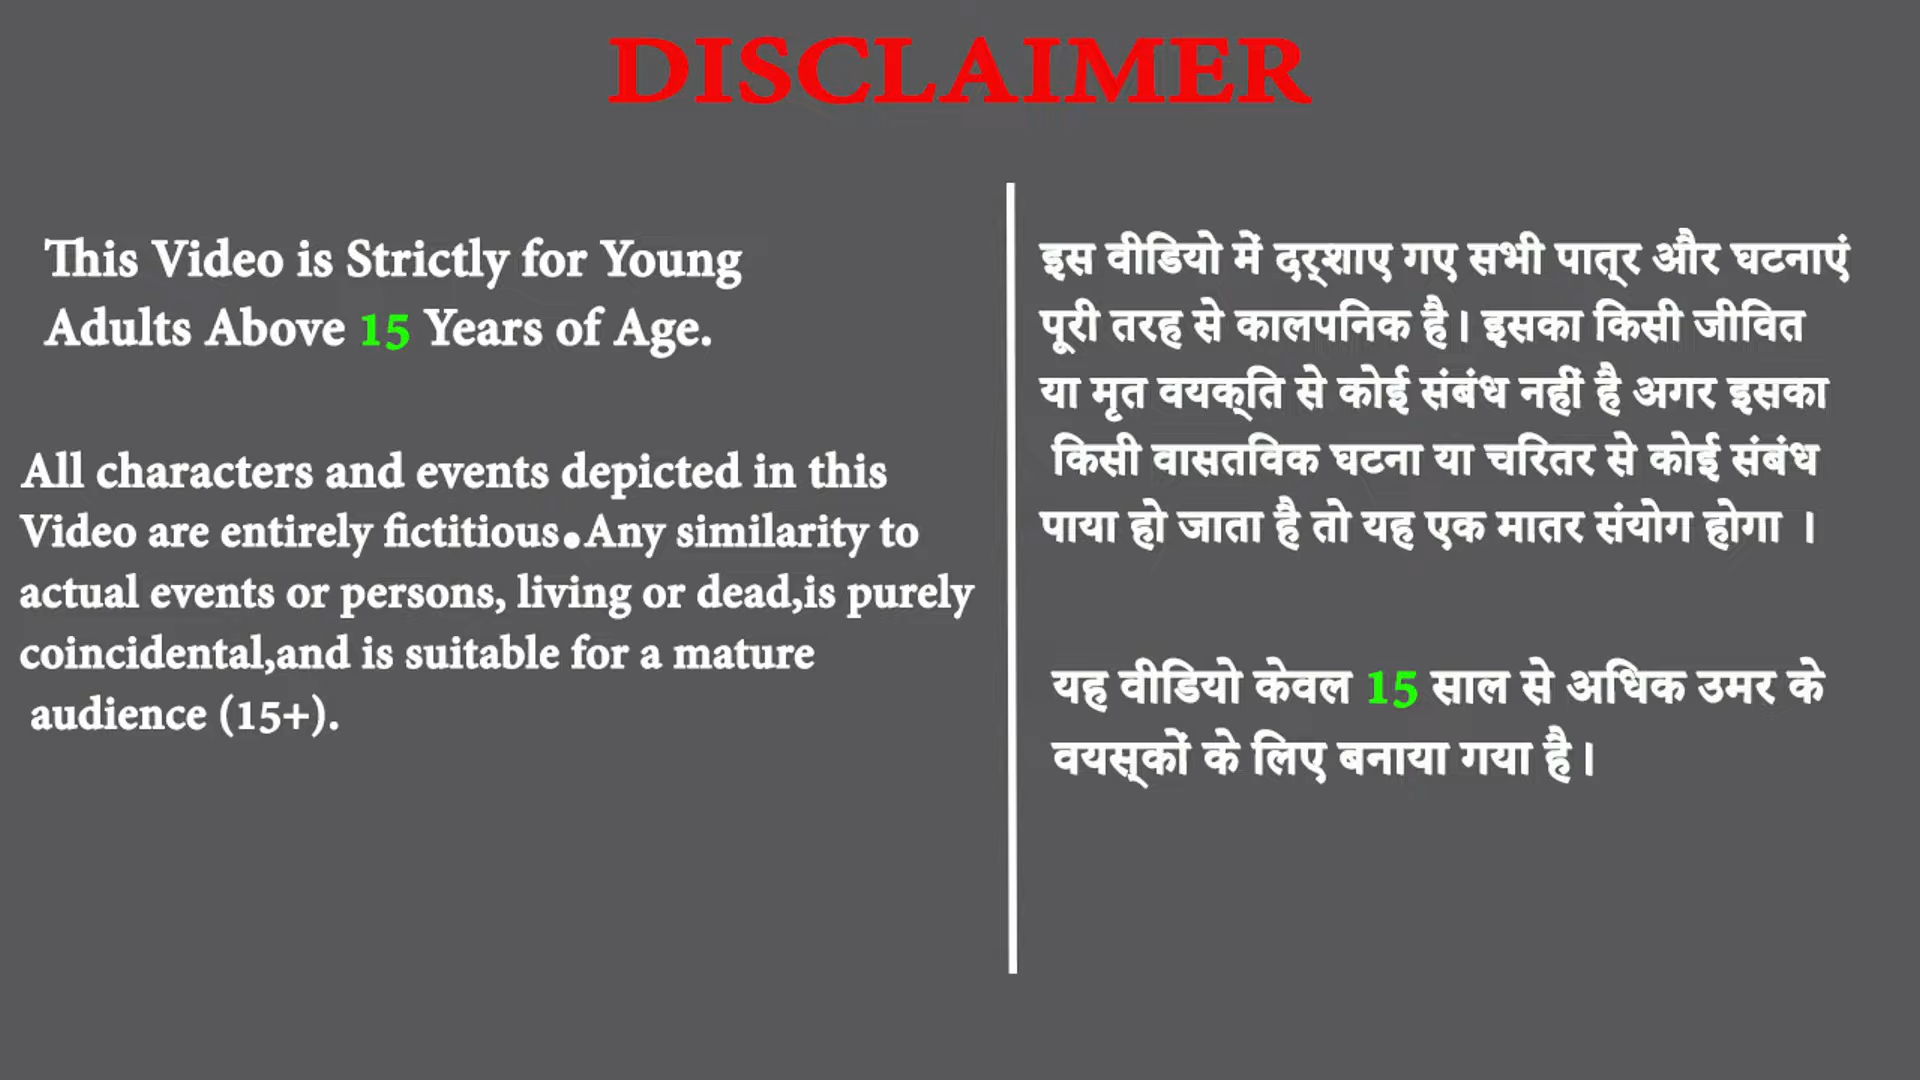 DISCLAIMER
This Video is Strictly for Young
Adults Above 15 Years of Age.
All characters and events depicted in this
Video are entirely fictitious.Any similarity to
actual events or persons, living or dead,is purely
coincidental,and is suitable for a mature
audience (15+).
इस वीडियो में दर्‌शाए गए सभी पात्‌र और घटनाएं
पूरी तरह से कालपनिक है। इसका किसी जीवित
या मृत वयक्‌ति से कोई संबंध नहीं है अगर इसका
किसी वासतविक घटना या चरितर से कोई संबंध
पाया हो जाता है तो यह एक मातर संयोग होगा ।
यह वीडियो केवल 15 साल से अधिक उमर के
वयस्‌कों के लिए बनाया गया है।